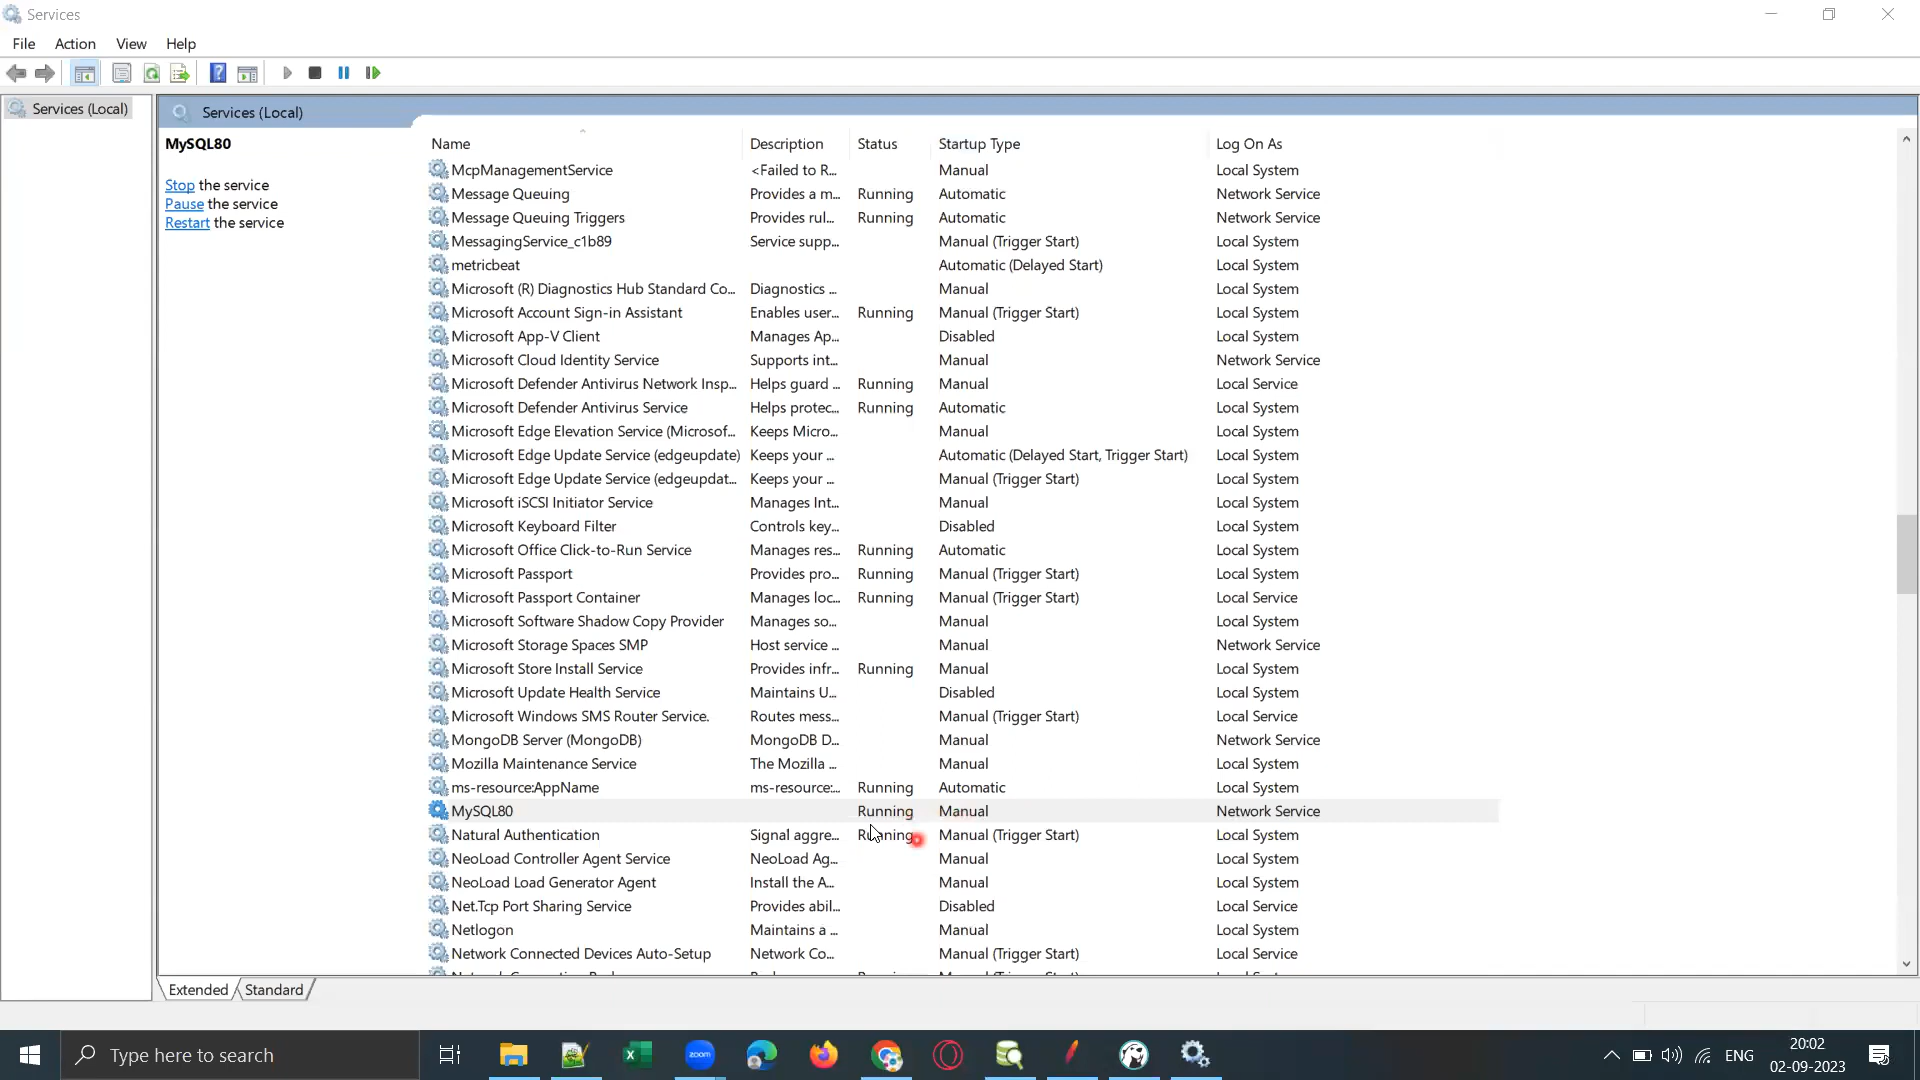 Services
File Action View Help
Services (Local)
Services (Local)
MySQL80
Stop the service
Pause the service
Restart the service
Name Description Status Startup Type Log On As
McpManagementService <Failed to R... Manual Local System
Message Queuing Provides a m... Running Automatic Network Service
Message Queuing Triggers Provides rul... Running Automatic Network Service
MessagingService_c1b89 Service supp... Manual (Trigger Start) Local System
metricbeat Automatic (Delayed Start) Local System
Microsoft (R) Diagnostics Hub Standard Co... Diagnostics ... Manual Local System
Microsoft Account Sign-in Assistant Enables user... Running Manual (Trigger Start) Local System
Microsoft App-V Client Manages Ap... Disabled Local System
Microsoft Cloud Identity Service Supports int... Manual Network Service
Microsoft Defender Antivirus Network Insp... Helps guard ... Running Manual Local Service
Microsoft Defender Antivirus Service Helps protec... Running Automatic Local System
Microsoft Edge Elevation Service (Microsof... Keeps Micro... Manual Local System
Microsoft Edge Update Service (edgeupdate) Keeps your ... Automatic (Delayed Start, Trigger Start) Local System
Microsoft Edge Update Service (edgeupdat... Keeps your ... Manual (Trigger Start) Local System
Microsoft iSCSI Initiator Service Manages Int... Manual Local System
Microsoft Keyboard Filter Controls key... Disabled Local System
Microsoft Office Click-to-Run Service Manages res... Running Automatic Local System
Microsoft Passport Provides pro... Running Manual (Trigger Start) Local System
Microsoft Passport Container Manages loc... Running Manual (Trigger Start) Local Service
Microsoft Software Shadow Copy Provider Manages so... Manual Local System
Microsoft Storage Spaces SMP Host service ... Manual Network Service
Microsoft Store Install Service Provides infr... Running Manual Local System
Microsoft Update Health Service Maintains U... Disabled Local System
Microsoft Windows SMS Router Service. Routes mess... Manual (Trigger Start) Local Service
MongoDB Server (MongoDB) MongoDB D... Manual Network Service
Mozilla Maintenance Service The Mozilla ... Manual Local System
ms-resource:AppName ms-resource:... Running Automatic Local System
MySQL80 Running Manual Network Service
Natural Authentication Signal aggre... Running Manual (Trigger Start) Local System
NeoLoad Controller Agent Service NeoLoad Ag... Manual Local System
NeoLoad Load Generator Agent Install the A... Manual Local System
Net.Tcp Port Sharing Service Provides abil... Disabled Local Service
Netlogon Maintains a ... Manual Local System
Network Connected Devices Auto-Setup Network Co... Manual (Trigger Start) Local Service
Extended Standard
Type here to search
zoom
ENG
20:02
02-09-2023